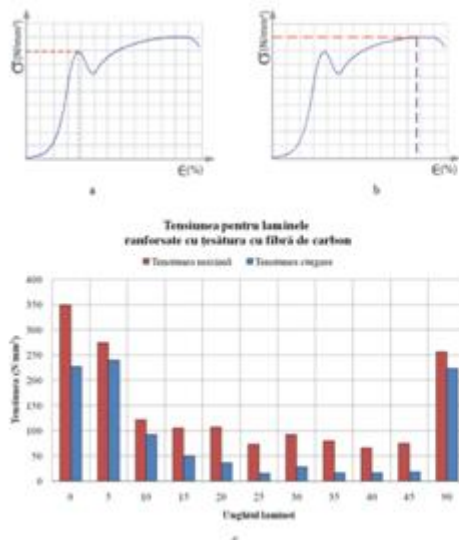 σ(N/mm²)
ϵ(%)
a
σ(N/mm²)
ϵ(%)
b
Tensiunea pentru laminele
ranforsate cu țesătura cu fibră de carbon
Tensiunea maximă Tensiunea curgere
Tensiunea (N/mm²)
400
350
300
250
200
150
100
50
0
0 5 10 15 20 25 30 35 40 45 90
Unghiul laminei